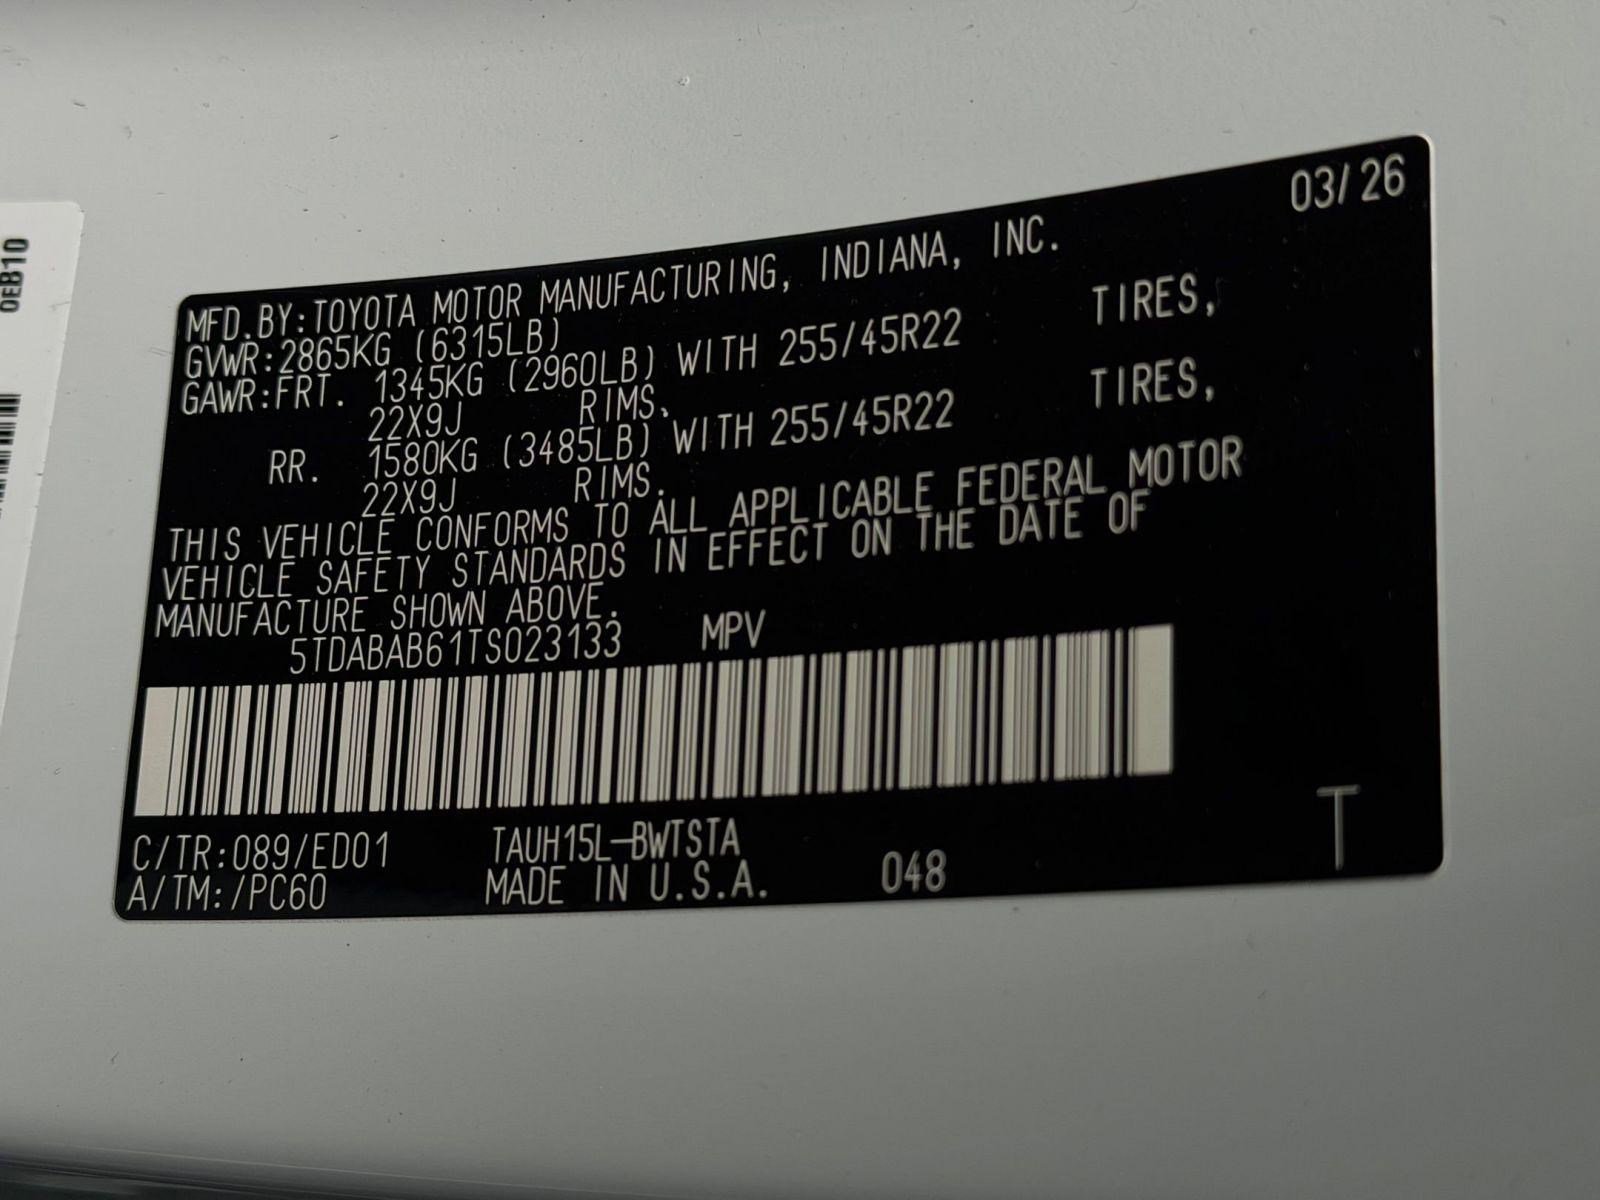 0EB10
03/26
MFD.BY:TOYOTA MOTOR MANUFACTURING, INDIANA, INC.
GVWR:2865KG (6315LB)
GAWR:FRT. 1345KG (2960LB) WITH 255/45R22 TIRES,
22X9J RIMS.
RR. 1580KG (3485LB) WITH 255/45R22 TIRES,
22X9J RIMS.
THIS VEHICLE CONFORMS TO ALL APPLICABLE FEDERAL MOTOR
VEHICLE SAFETY STANDARDS IN EFFECT ON THE DATE OF
MANUFACTURE SHOWN ABOVE.
5TDABAB61TS023133 MPV
C/TR:089/ED01 TAUH15L-BWTSTA
A/TM:/PC60 MADE IN U.S.A. 048
T